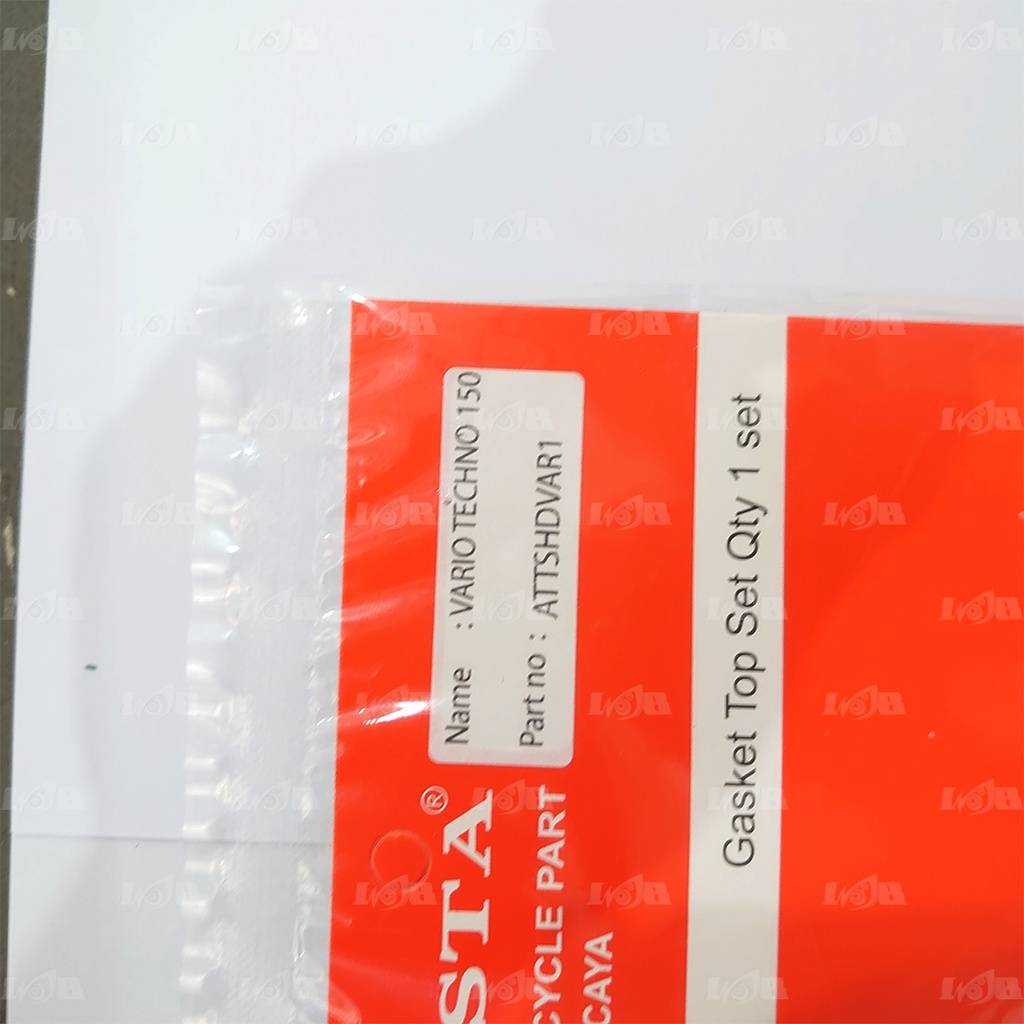 Name : VARIO TECHNO 150
Part no : ATTSHDVAR1
STA®
CYCLE PART
CAYA
Gasket Top Set Qty 1 set